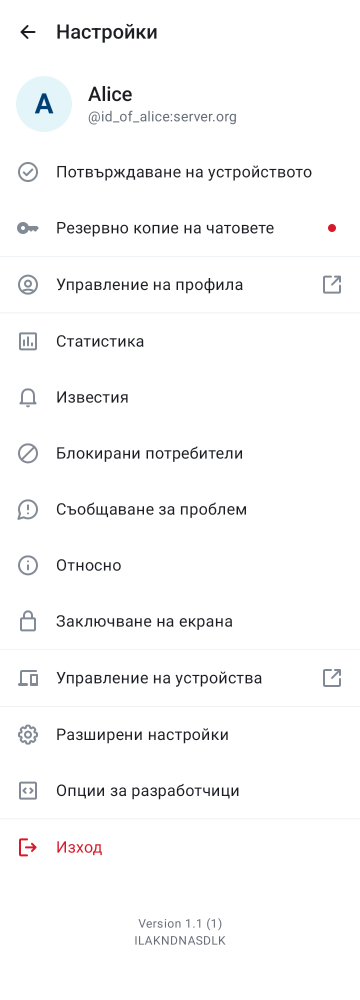 Настройки
A
Alice
@id_of_alice:server.org
Потвърждаване на устройството
Резервно копие на чатовете
Управление на профила
Статистика
Известия
Блокирани потребители
Съобщаване за проблем
Относно
Заключване на екрана
Управление на устройства
Разширени настройки
Опции за разработчици
Изход
Version 1.1 (1)
ILAKNDNASDLK